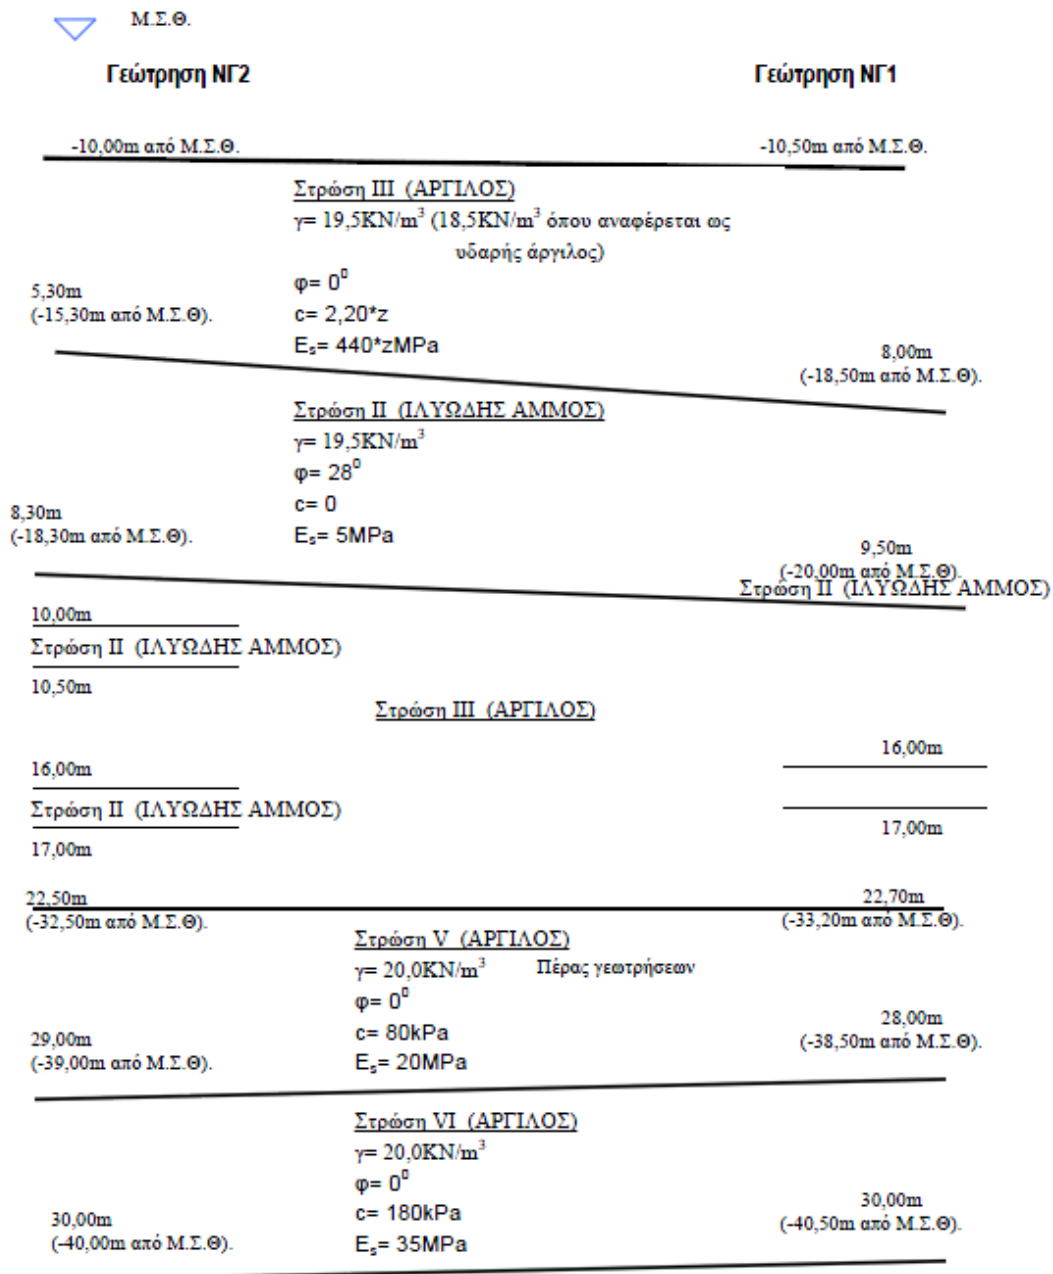 Μ.Σ.Θ.
Γεώτρηση ΝΓ2
Γεώτρηση ΝΓ1
-10,00m από Μ.Σ.Θ.
-10,50m από Μ.Σ.Θ.
Στρώση III (ΑΡΓΙΛΟΣ)
γ= 19,5KN/m³ (18,5KN/m³ όπου αναφέρεται ως
υδαρής άργιλος)
φ= 0⁰
c= 2,20*z
Eₛ= 440*zMPa
5,30m
(-15,30m από Μ.Σ.Θ).
8,00m
(-18,50m από Μ.Σ.Θ).
Στρώση II (ΙΛΥΩΔΗΣ ΑΜΜΟΣ)
γ= 19,5KN/m³
φ= 28⁰
c= 0
Eₛ= 5MPa
8,30m
(-18,30m από Μ.Σ.Θ).
9,50m
(-20,00m από Μ.Σ.Θ).
Στρώση II (ΙΛΥΩΔΗΣ ΑΜΜΟΣ)
10,00m
Στρώση II (ΙΛΥΩΔΗΣ ΑΜΜΟΣ)
10,50m
Στρώση III (ΑΡΓΙΛΟΣ)
16,00m
16,00m
Στρώση II (ΙΛΥΩΔΗΣ ΑΜΜΟΣ)
17,00m
17,00m
22,50m
(-32,50m από Μ.Σ.Θ).
22,70m
(-33,20m από Μ.Σ.Θ).
Στρώση V (ΑΡΓΙΛΟΣ)
γ= 20,0KN/m³ Πέρας γεωτρήσεων
φ= 0⁰
c= 80kPa
Eₛ= 20MPa
29,00m
(-39,00m από Μ.Σ.Θ).
28,00m
(-38,50m από Μ.Σ.Θ).
Στρώση VI (ΑΡΓΙΛΟΣ)
γ= 20,0KN/m³
φ= 0⁰
c= 180kPa
Eₛ= 35MPa
30,00m
(-40,00m από Μ.Σ.Θ).
30,00m
(-40,50m από Μ.Σ.Θ).